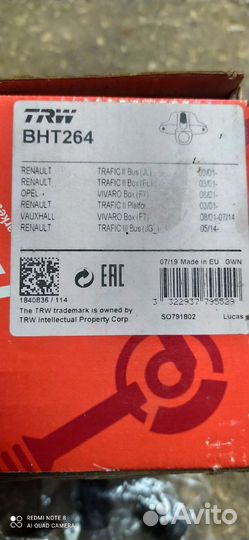 TRW
BHT264
RENAULT TRAFIC II Bus (JL) 03/01-
RENAULT TRAFIC II Box (FL) 03/01-
OPEL VIVARO Box (F7) 08/01-
RENAULT TRAFIC II Platfor 03/01-
VAUXHALL VIVARO Box (F7) 08/01-07/14
RENAULT TRAFIC III Bus (JG_) 05/14-
07/19 Made in EU GWN
EAC
1840836 / 114
The TRW trademark is owned by
TRW Intellectual Property Corp.
3 322937 795529
SO791802 Lucas
REDMI NOTE 8
AI QUAD CAMERA
Avito